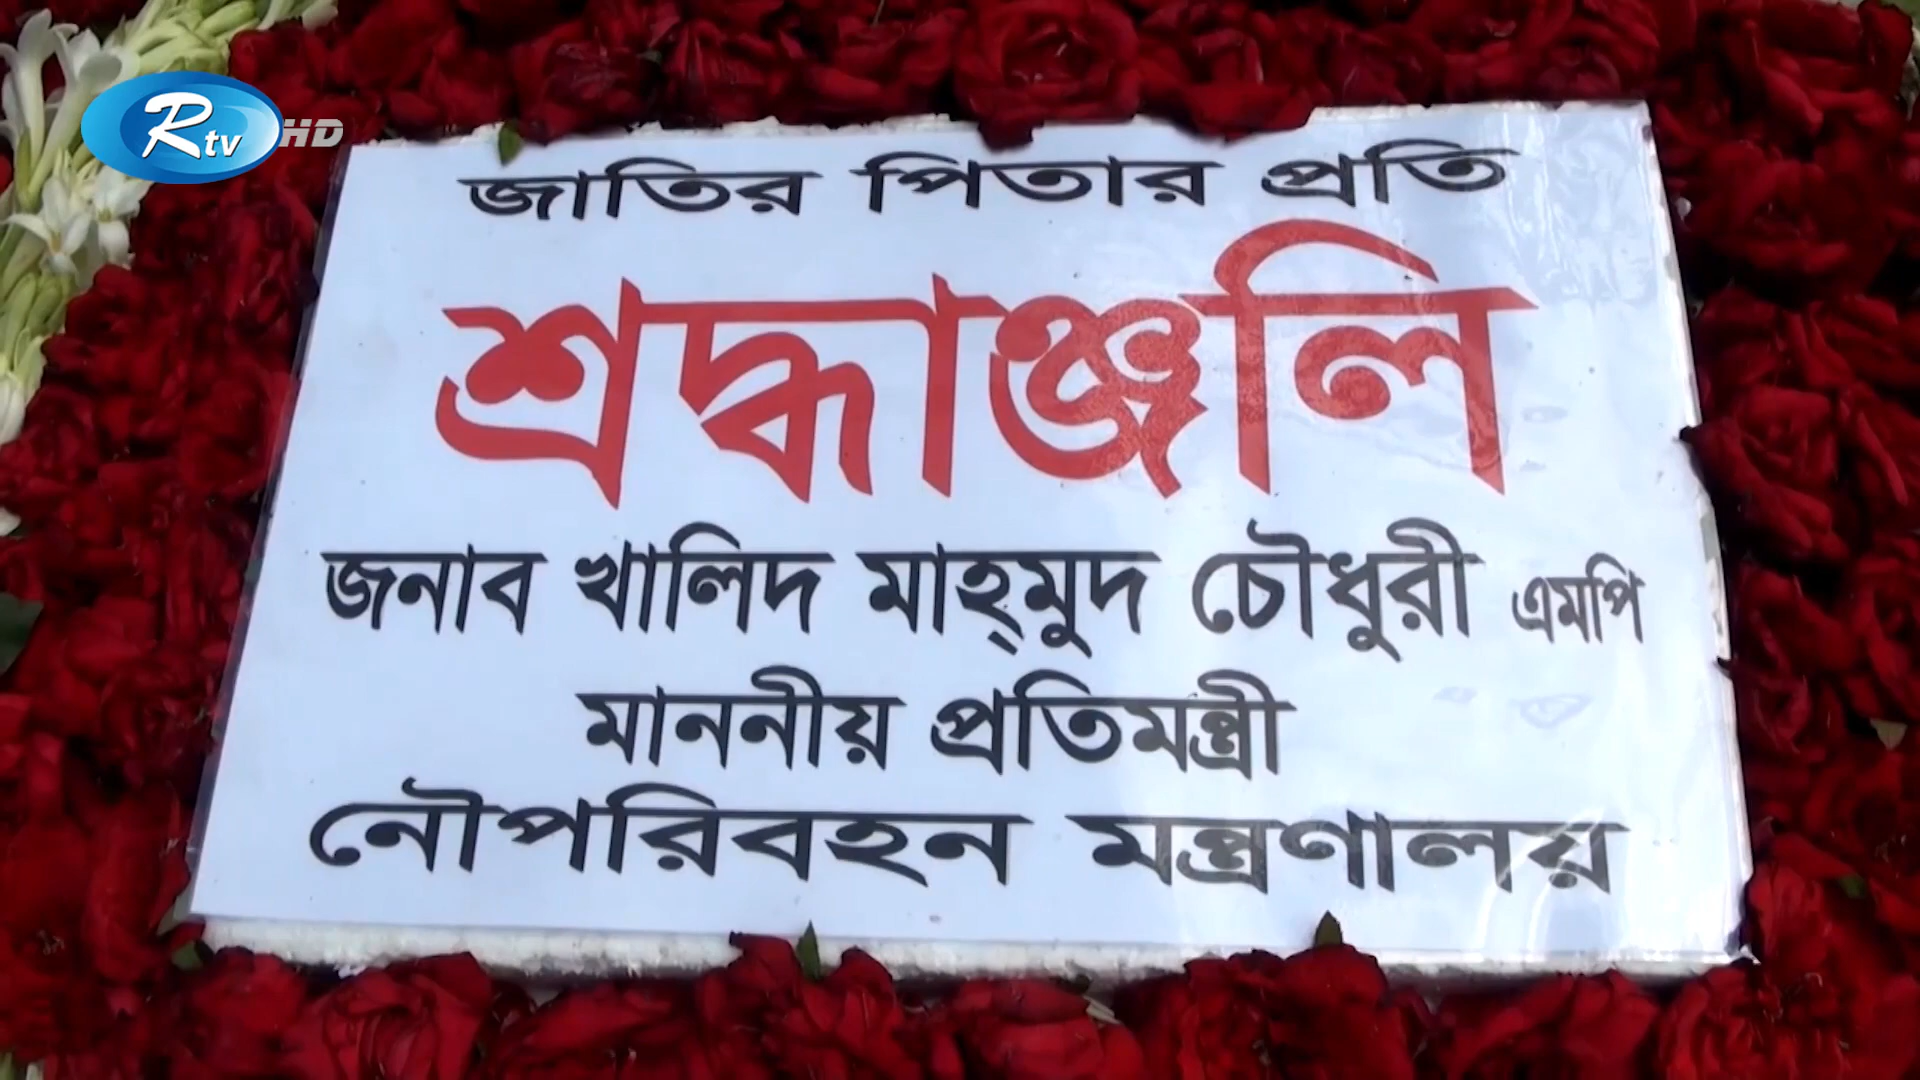 Rtv HD
জাতির পিতার প্রতি
শ্রদ্ধাঞ্জলি
জনাব খালিদ মাহ্‌মুদ চৌধুরী এমপি
মাননীয় প্রতিমন্ত্রী
নৌপরিবহন মন্ত্রণালয়